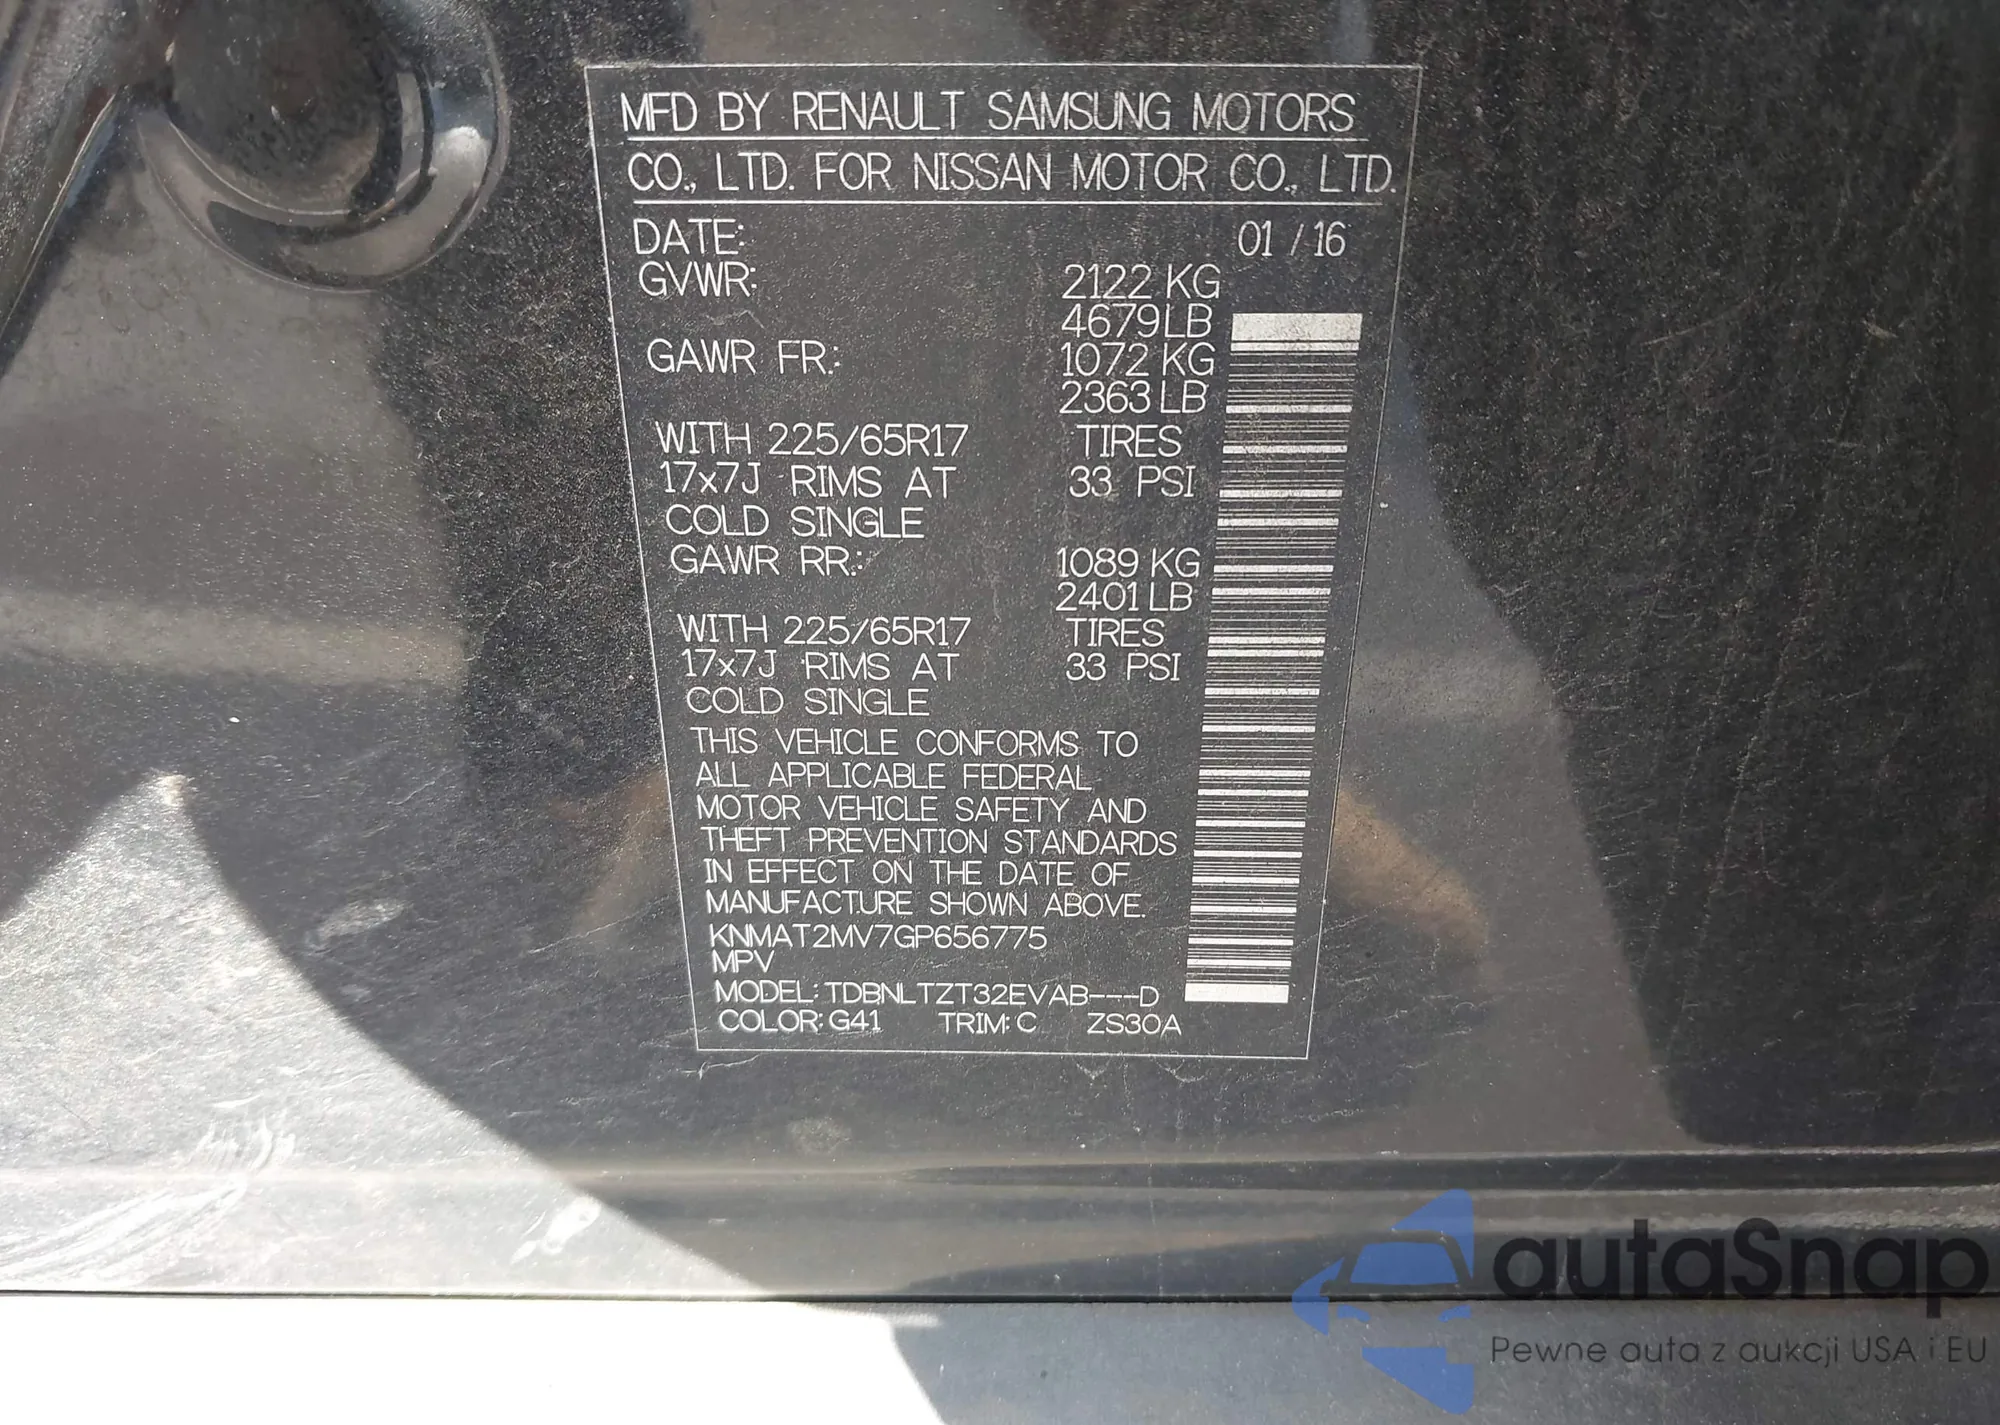 MFD BY RENAULT SAMSUNG MOTORS
CO., LTD. FOR NISSAN MOTOR CO., LTD.
DATE: 01 / 16
GVWR: 2122 KG
4679 LB
GAWR FR: 1072 KG
2363 LB
WITH 225/65R17 TIRES
17x7J RIMS AT 33 PSI
COLD SINGLE
GAWR RR: 1089 KG
2401 LB
WITH 225/65R17 TIRES
17x7J RIMS AT 33 PSI
COLD SINGLE
THIS VEHICLE CONFORMS TO
ALL APPLICABLE FEDERAL
MOTOR VEHICLE SAFETY AND
THEFT PREVENTION STANDARDS
IN EFFECT ON THE DATE OF
MANUFACTURE SHOWN ABOVE.
KNMAT2MV7GP656775
MPV
MODEL: TDBNLTZT32EVAB---D
COLOR: G41 TRIM: C ZS30A
autaSnap
Pewne auta z aukcji USA i EU